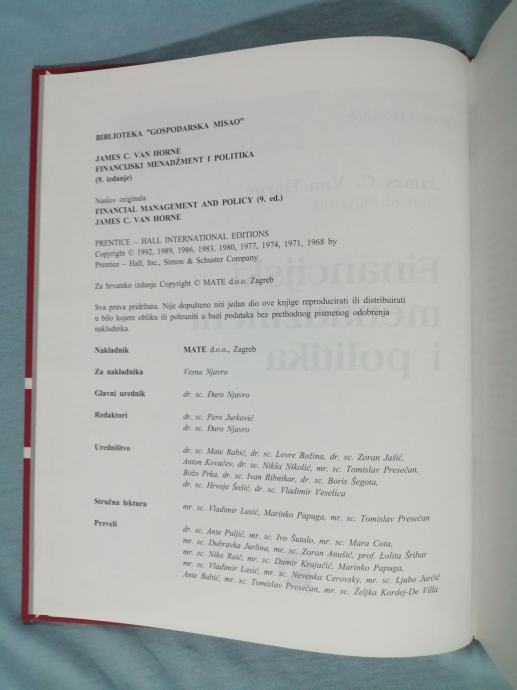 BIBLIOTEKA "GOSPODARSKA MISAO"
JAMES C. VAN HORNE
FINANCIJSKI MENADŽMENT I POLITIKA
(9. izdanje)
Naslov originala
FINANCIAL MANAGEMENT AND POLICY (9. ed.)
JAMES C. VAN HORNE
PRENTICE – HALL INTERNATIONAL EDITIONS
Copyright © 1992, 1989, 1986, 1983, 1980, 1977, 1974, 1971, 1968 by
Prentice – Hall, Inc., Simon & Schuster Company
Za hrvatsko izdanje Copyright © MATE d.o.o. Zagreb
Sva prava pridržana. Nije dopušteno niti jedan dio ove knjige reproducirati ili distribuirati
u bilo kojem obliku ili pohraniti u bazi podataka bez prethodnog pismenog odobrenja
nakladnika.
Nakladnik MATE d.o.o., Zagreb
Za nakladnika Vesna Njavro
Glavni urednik dr. sc. Đuro Njavro
Redaktori dr. sc. Pero Jurković
dr. sc. Đuro Njavro
Uredništvo dr. sc. Mate Babić, dr. sc. Lovre Božina, dr. sc. Zoran Jašić,
Anton Kovačev, dr. sc. Nikša Nikolić, mr. sc. Tomislav Presečan,
Božo Prka, dr. sc. Ivan Ribnikar, dr. sc. Boris Šegota,
dr. sc. Hrvoje Šošić, dr. sc. Vladimir Veselica
Stručna lektura mr. sc. Vladimir Lasić, Marinko Papuga, mr. sc. Tomislav Presečan
Preveli dr. sc. Ante Puljić, mr. sc. Ivo Šutalo, mr. sc. Mara Cota,
mr. sc. Dubravka Jurlina, mr. sc. Zoran Anušić, prof. Lolita Šribar
mr. sc. Niko Raič, mr. sc. Damir Krajačić, Marinko Papuga,
mr. sc. Vladimir Lasić, mr. sc. Nevenka Cerovsky, mr. sc. Ljubo Jurčić
Ante Babić, mr. sc. Tomislav Presečan, mr. sc. Željka Kordej-De Villa